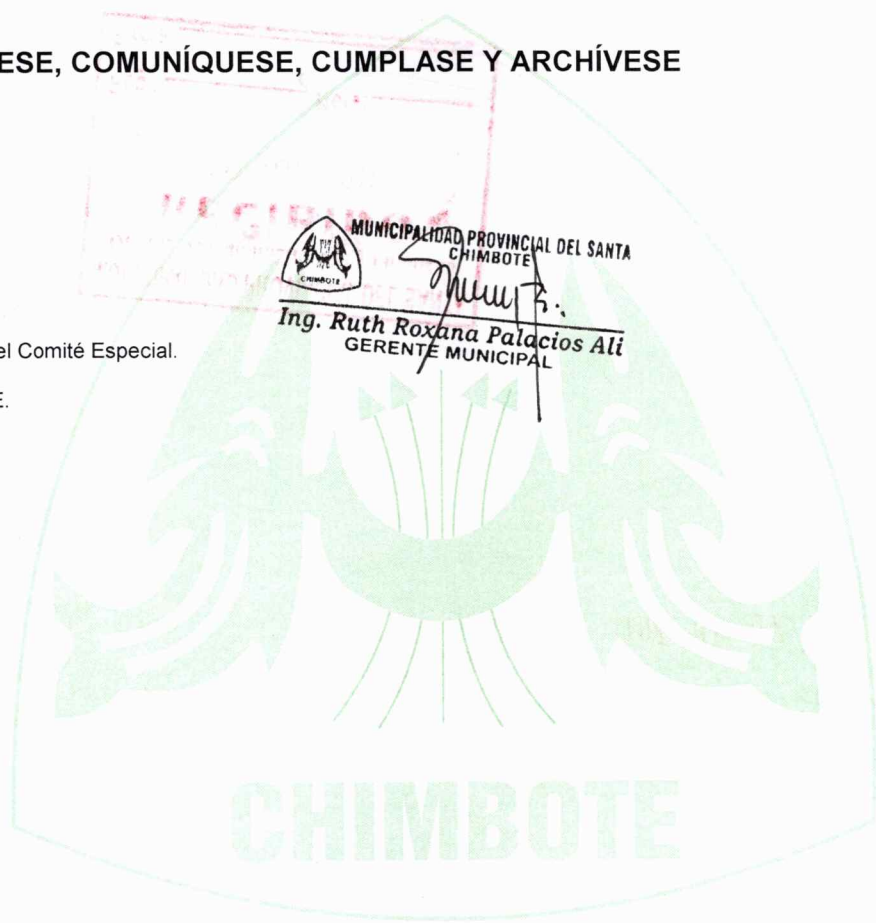 ESE, COMUNÍQUESE, CUMPLASE Y ARCHÍVESE
MUNICIPALIDAD PROVINCIAL DEL SANTA
CHIMBOTE
CHIMBOTE
Ing. Ruth Roxana Palacios Ali
GERENTE MUNICIPAL
el Comité Especial.
E.
CHIMBOTE